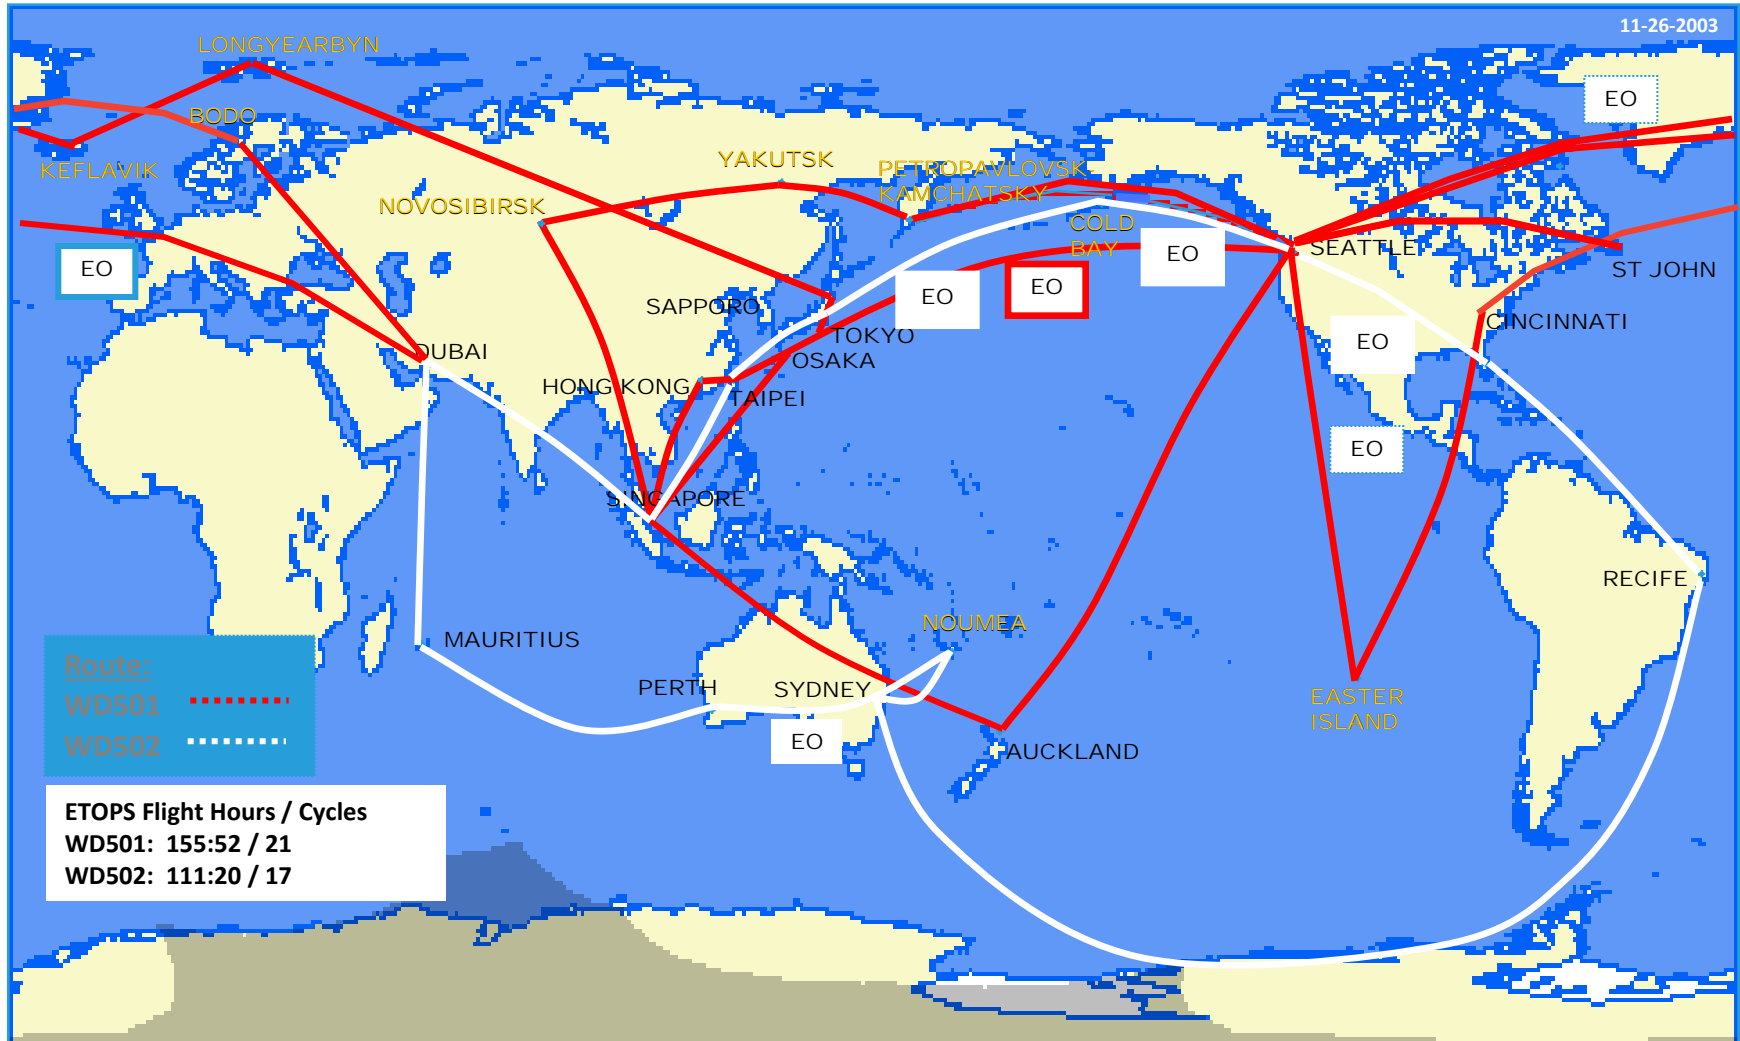 11-26-2003
LONGYEARBYN
EO
BODO
KEFLAVIK
YAKUTSK
PETROPAVLOVSK-
KAMCHATSKY
NOVOSIBIRSK
COLD
BAY
SEATTLE
EO
EO
ST JOHN
EO
EO
SAPPORO
TOKYO
CINCINNATI
DUBAI
OSAKA
EO
HONG KONG
TAIPEI
EO
SINGAPORE
RECIFE
NOUMEA
MAURITIUS
PERTH
SYDNEY
EASTER
ISLAND
EO
AUCKLAND
Route:
WD501
WD502
ETOPS Flight Hours / Cycles
WD501: 155:52 / 21
WD502: 111:20 / 17